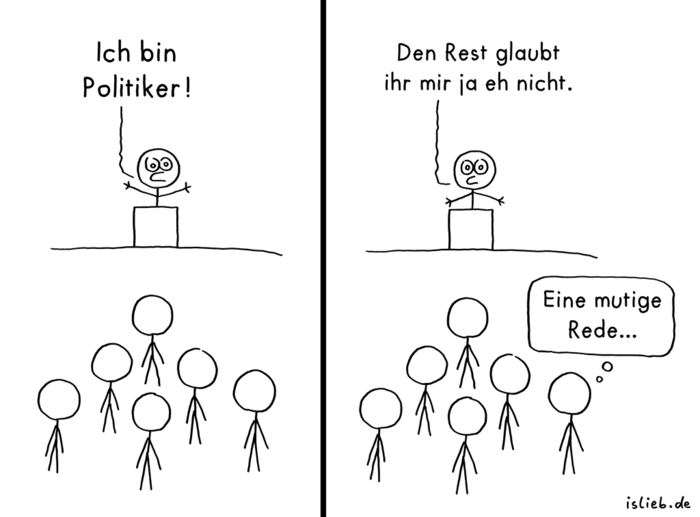 Ich bin
Politiker!
Den Rest glaubt
ihr mir ja eh nicht.
Eine mutige
Rede...
islieb.de